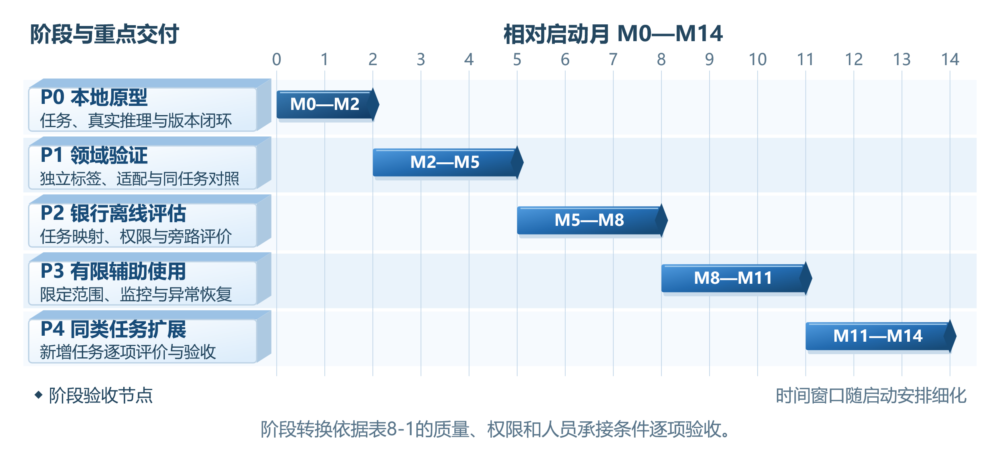 阶段与重点交付
相对启动月 M0—M14
0 1 2 3 4 5 6 7 8 9 10 11 12 13 14
P0 本地原型
任务、真实推理与版本闭环
M0—M2
P1 领域验证
独立标签、适配与同任务对照
M2—M5
P2 银行离线评估
任务映射、权限与旁路评价
M5—M8
P3 有限辅助使用
限定范围、监控与异常恢复
M8—M11
P4 同类任务扩展
新增任务逐项评价与验收
M11—M14
阶段验收节点
时间窗口随启动安排细化
阶段转换依据表8-1的质量、权限和人员承接条件逐项验收。